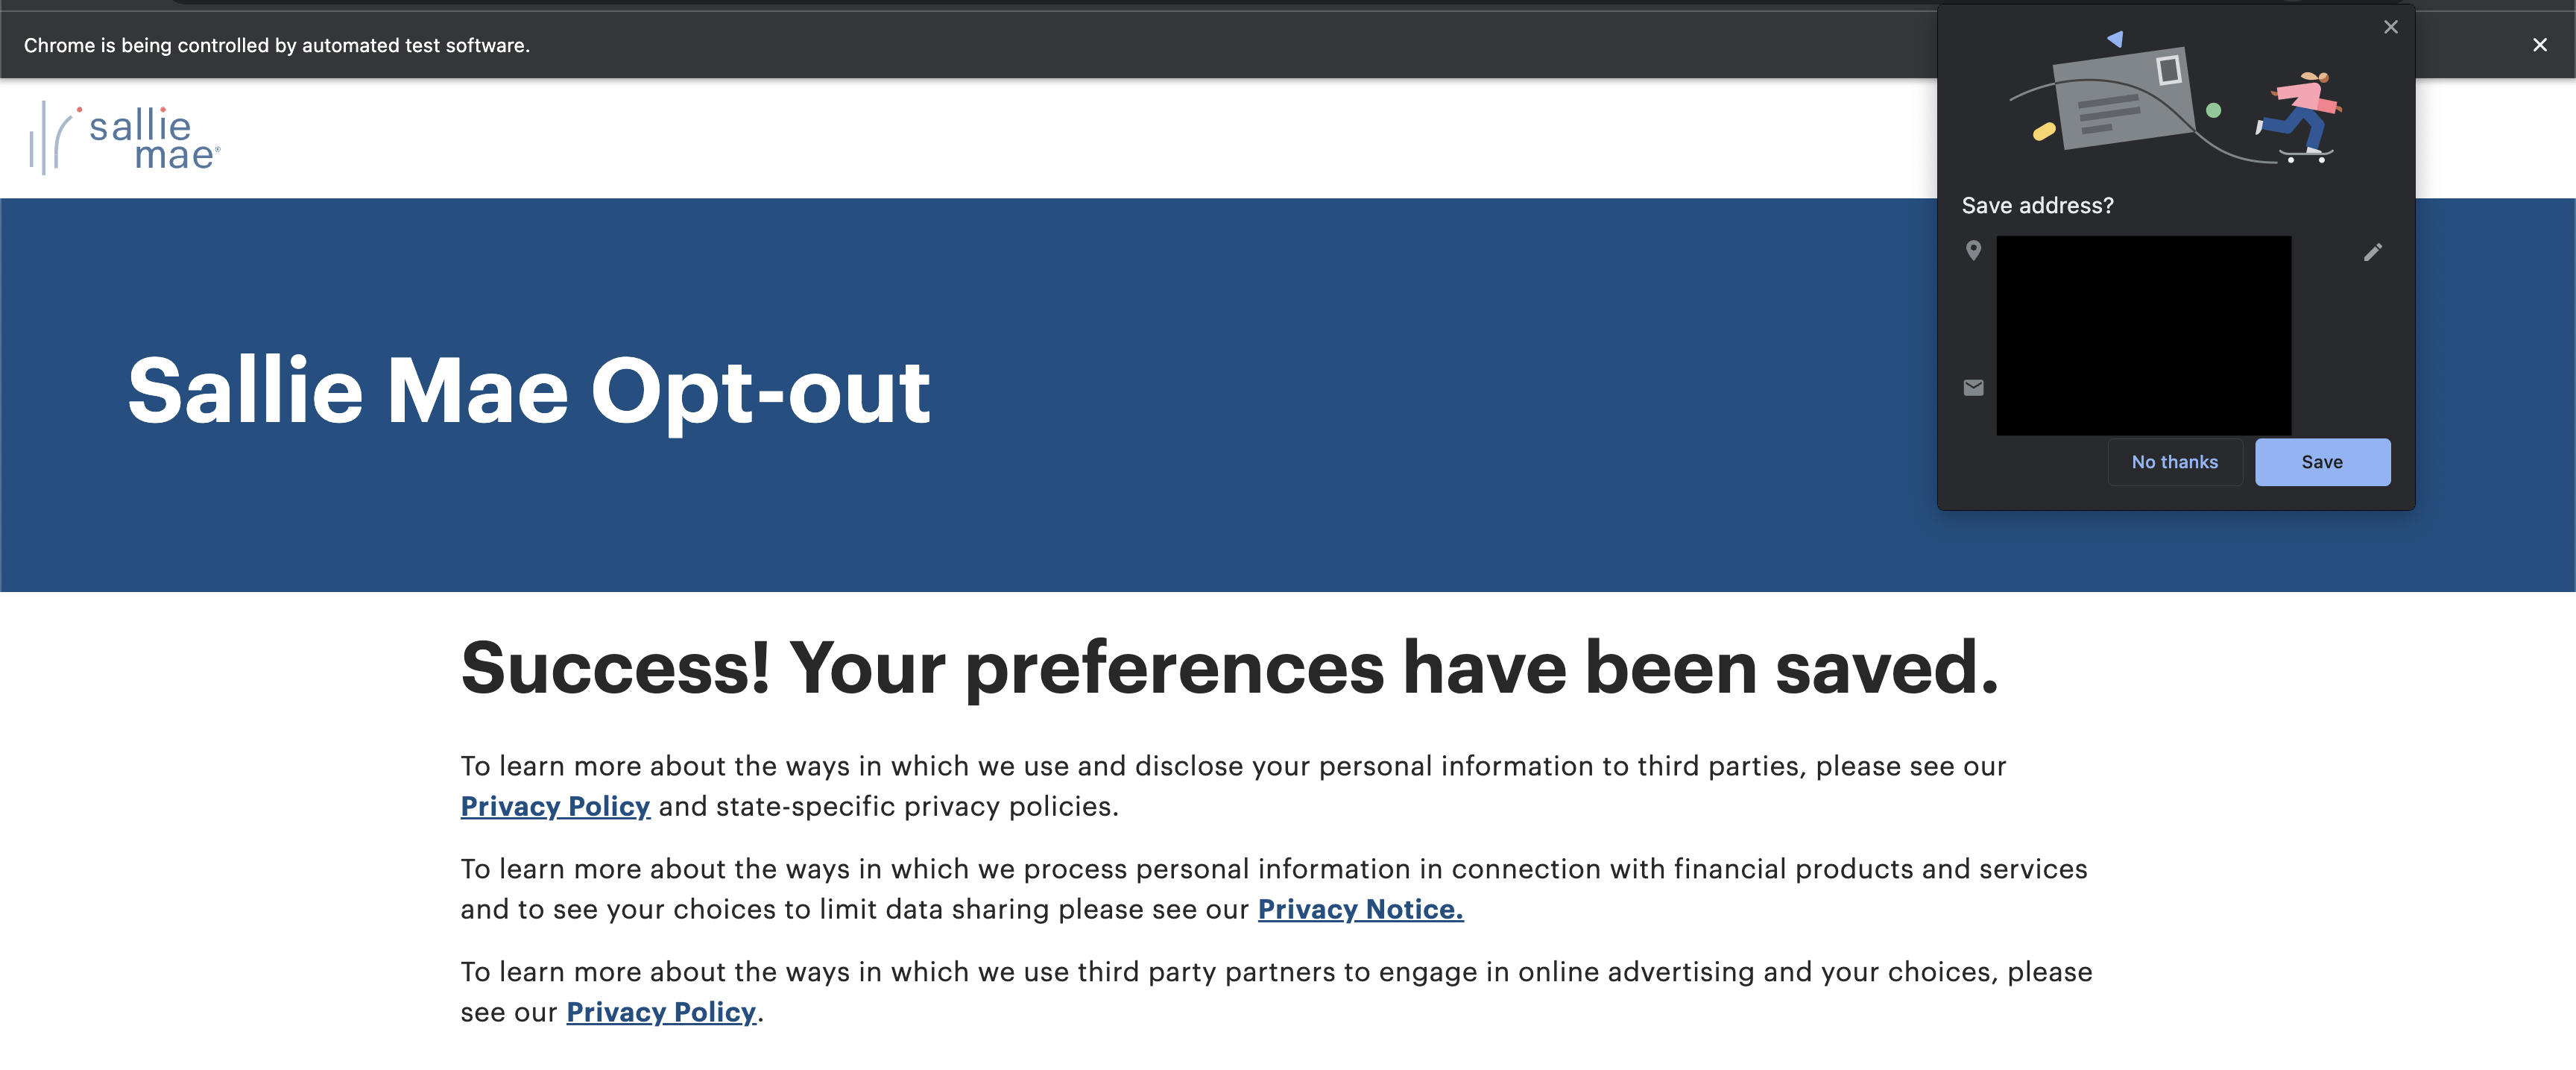 Chrome is being controlled by automated test software.
sallie
mae®
Save address?
No thanks
Save
Sallie Mae Opt-out
Success! Your preferences have been saved.
To learn more about the ways in which we use and disclose your personal information to third parties, please see our
Privacy Policy and state-specific privacy policies.
To learn more about the ways in which we process personal information in connection with financial products and services
and to see your choices to limit data sharing please see our Privacy Notice.
To learn more about the ways in which we use third party partners to engage in online advertising and your choices, please
see our Privacy Policy.